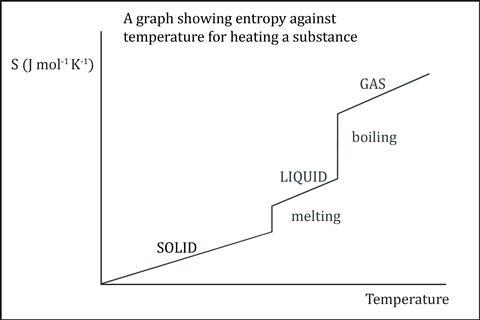 A graph showing entropy against
temperature for heating a substance
S (J mol⁻¹ K⁻¹)
GAS
boiling
LIQUID
melting
SOLID
Temperature